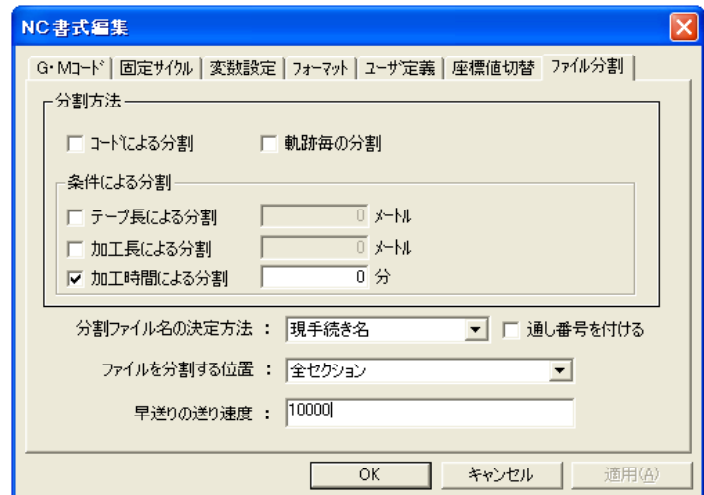 NC書式編集
G・Mコード 固定サイクル 変数設定 フォーマット ユーザ定義 座標値切替 ファイル分割
分割方法
コードによる分割 軌跡毎の分割
条件による分割
テープ長による分割 0 メートル
加工長による分割 0 メートル
加工時間による分割 0 分
分割ファイル名の決定方法 : 現手続き名 通し番号を付ける
ファイルを分割する位置 : 全セクション
早送りの送り速度 : 10000
OK キャンセル 適用(A)